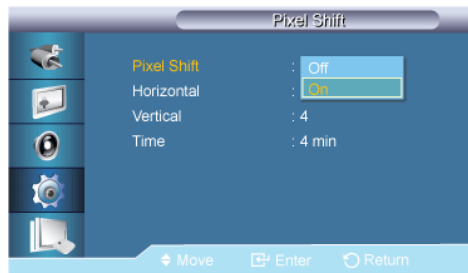 Pixel Shift
Pixel Shift : Off
Horizontal : On
Vertical : 4
Time : 4 min
Move Enter Return